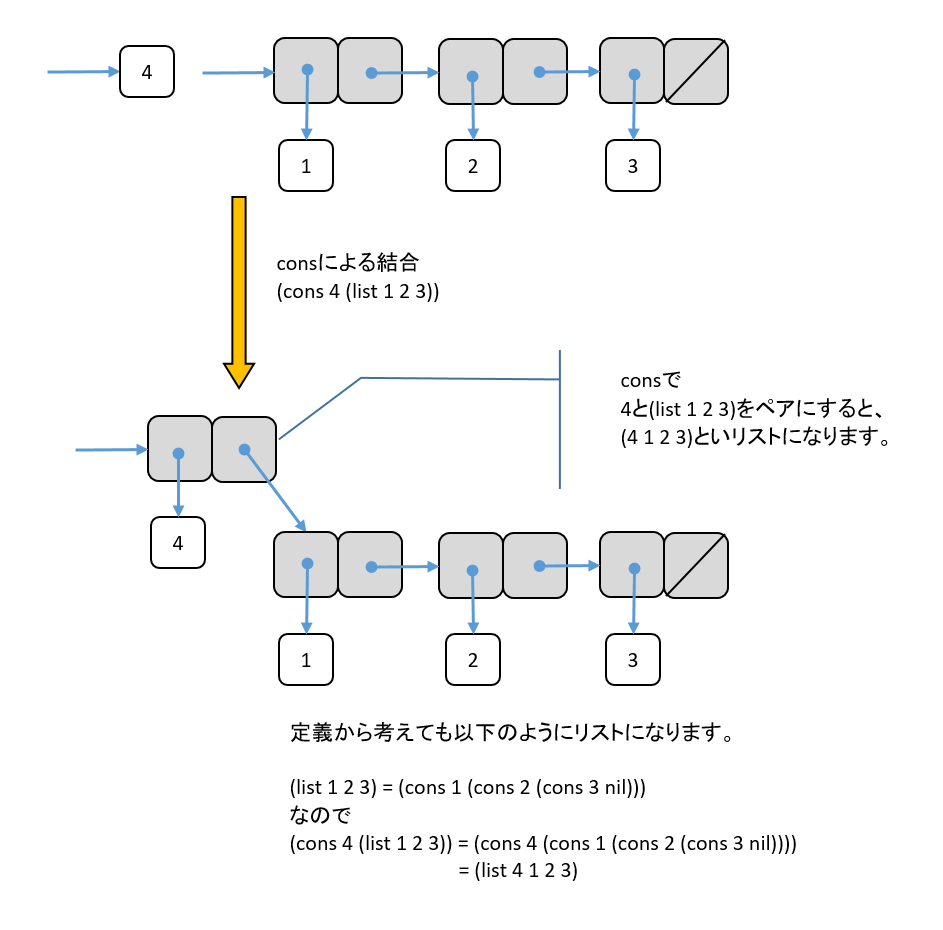 4
1
2
3
consによる結合
(cons 4 (list 1 2 3))
consで
4と(list 1 2 3)をペアにすると、
(4 1 2 3)といリストになります。
4
1
2
3
定義から考えても以下のようにリストになります。
(list 1 2 3) = (cons 1 (cons 2 (cons 3 nil)))
なので
(cons 4 (list 1 2 3)) = (cons 4 (cons 1 (cons 2 (cons 3 nil))))
= (list 4 1 2 3)